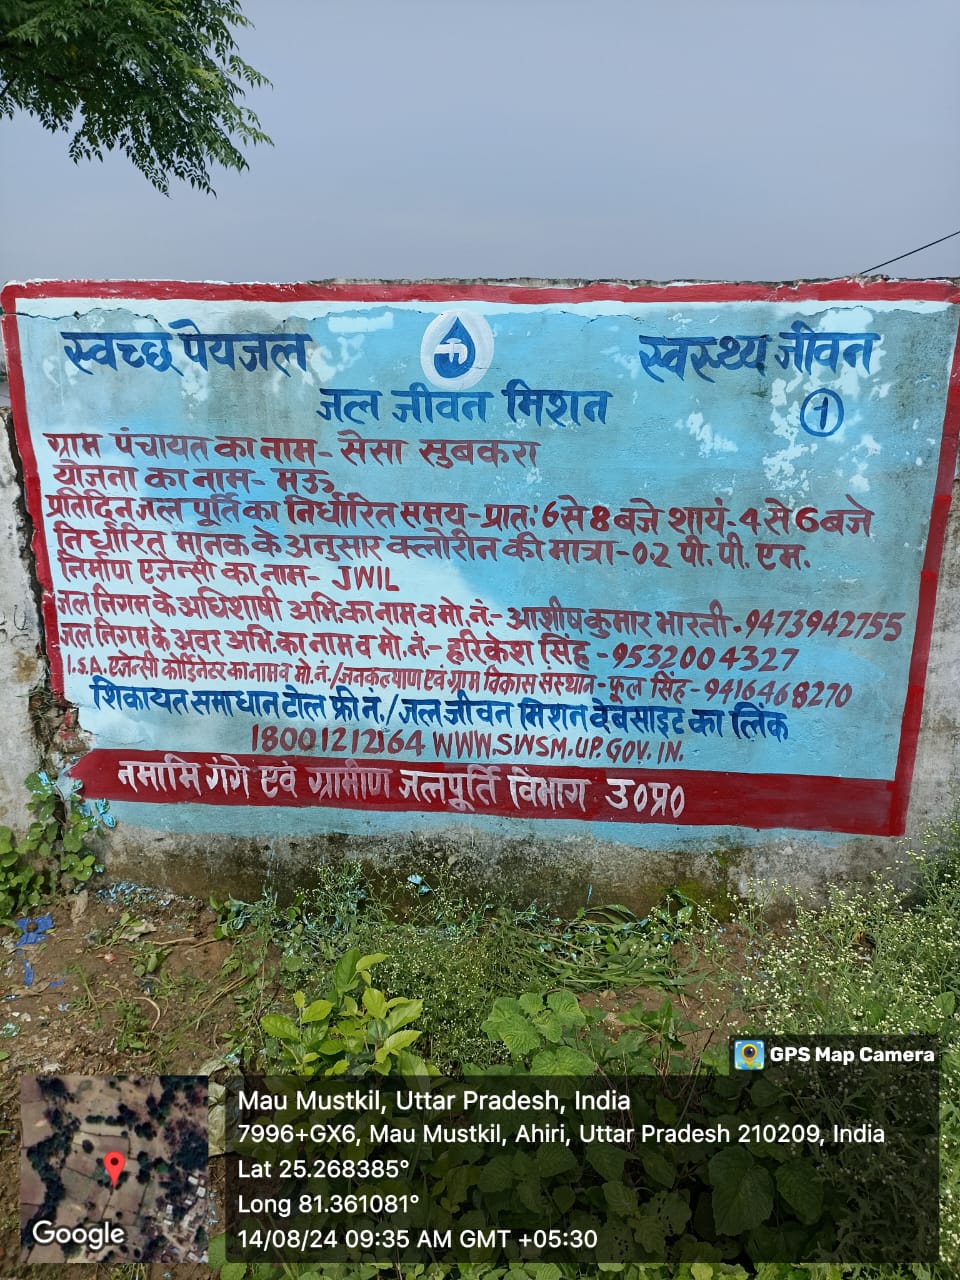 स्वच्छ पेयजल
स्वस्थ्य जीवन
जल जीवन मिशन
१
ग्राम पंचायत का नाम- सेसा सुबकरा
योजना का नाम- मऊ
प्रतिदिन जल पूर्ति का निर्धारित समय-प्रातः 6 से 8 बजे शायं-4 से 6 बजे
निर्धारित मानक के अनुसार क्लोरीन की मात्रा-0.2 पी. पी. एम.
निर्माण एजेन्सी का नाम- JWIL
जल निगम के अधिशाषी अभि.का नाम व मो. नं.- आशीष कुमार भारती.9473942755
जल निगम के अवर अभि.का नाम व मो. नं.-हरिकेश सिंह -9532004327
I.S.A. एजेन्सी कोर्डिनेटर का नाम व मो. नं./जनकल्याण एवं ग्राम विकास संस्थान-फूल सिंह-9416468270
शिकायत समाधान टोल फ्री नं./जल जीवन मिशन वेबसाइट का लिंक
18001212164 WWW.SWSM.UP.GOV.IN.
नमामि गंगे एवं ग्रामीण जलपूर्ति विभाग उ०प्र०
GPS Map Camera
Mau Mustkil, Uttar Pradesh, India
7996+GX6, Mau Mustkil, Ahiri, Uttar Pradesh 210209, India
Lat 25.268385°
Long 81.361081°
14/08/24 09:35 AM GMT +05:30
Google